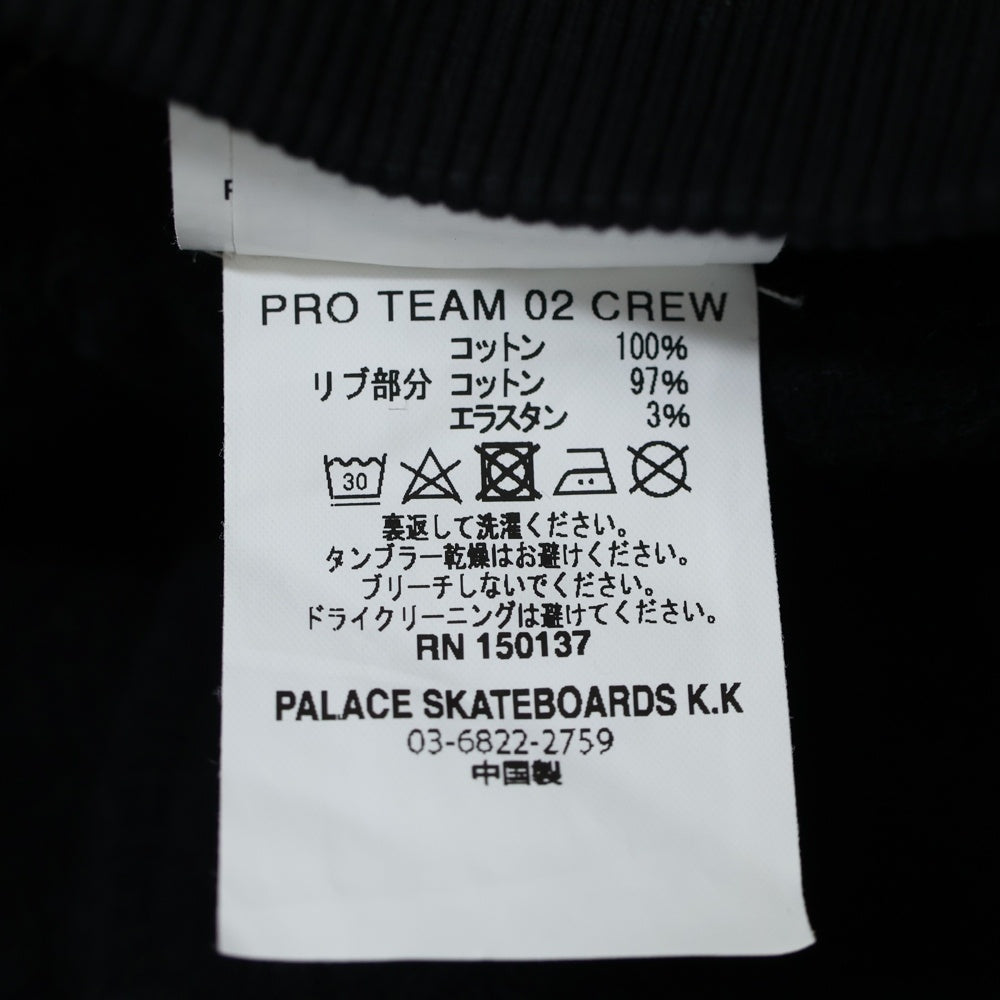 PRO TEAM 02 CREW
コットン 100%
リブ部分 コットン 97%
エラスタン 3%
30
裏返して洗濯ください。
タンブラー乾燥はお避けください。
ブリーチしないでください。
ドライクリーニングは避けてください。
RN 150137
PALACE SKATEBOARDS K.K
03-6822-2759
中国製